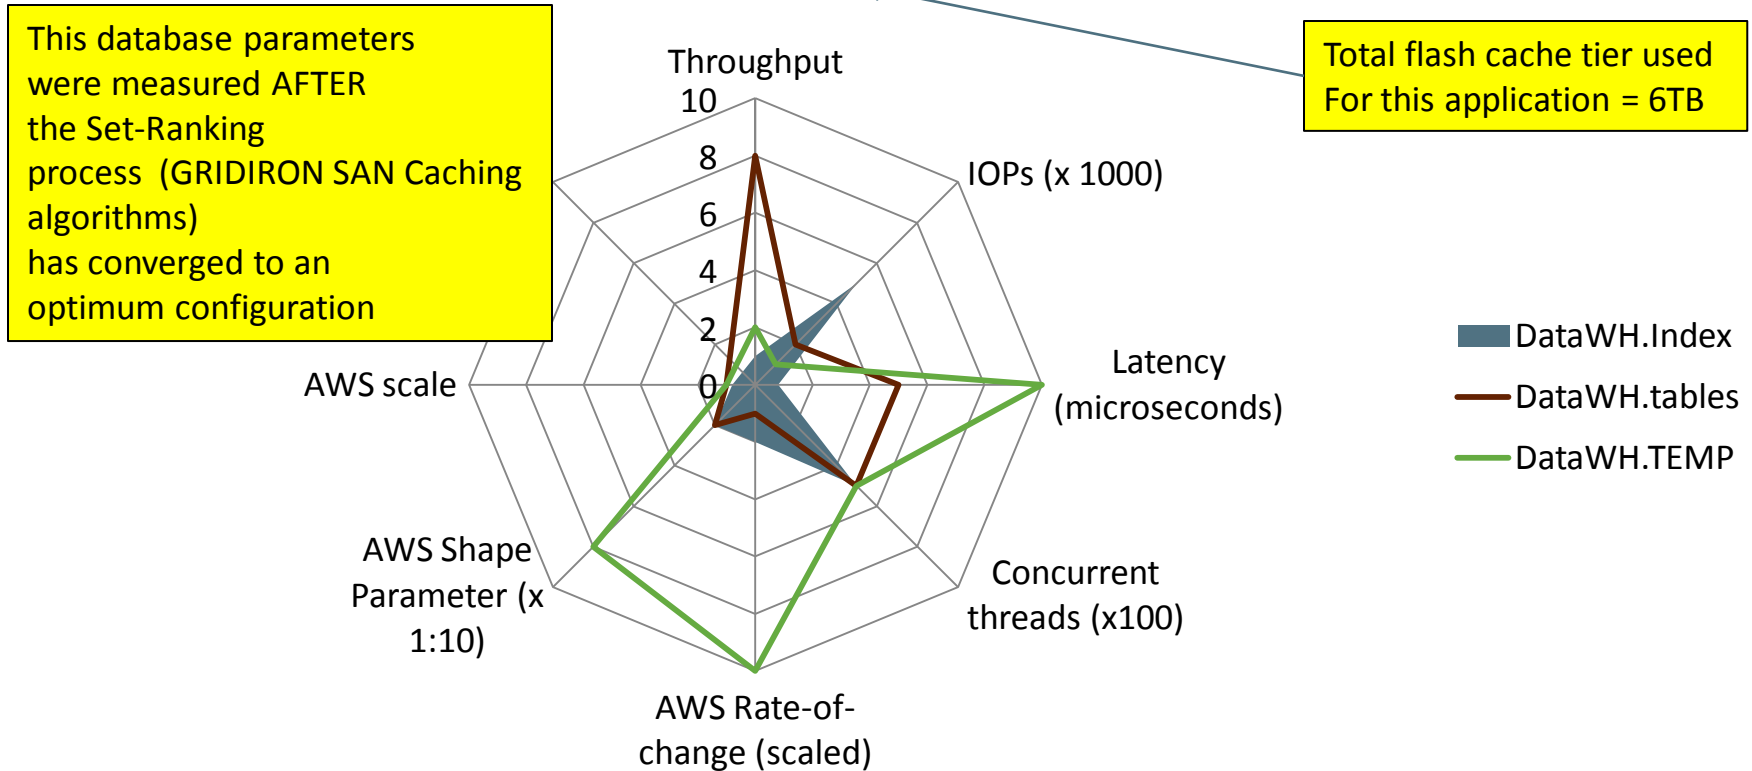 This database parameters
were measured AFTER
the Set-Ranking
process  (GRIDIRON SAN Caching
algorithms)
has converged to an
optimum configuration
Total flash cache tier used
For this application = 6TB
Throughput
10
8
6
4
2
0
IOPs (x 1000)
Latency
(microseconds)
Concurrent
threads (x100)
AWS Rate-of-
change (scaled)
AWS Shape
Parameter (x
1:10)
AWS scale
DataWH.Index
DataWH.tables
DataWH.TEMP